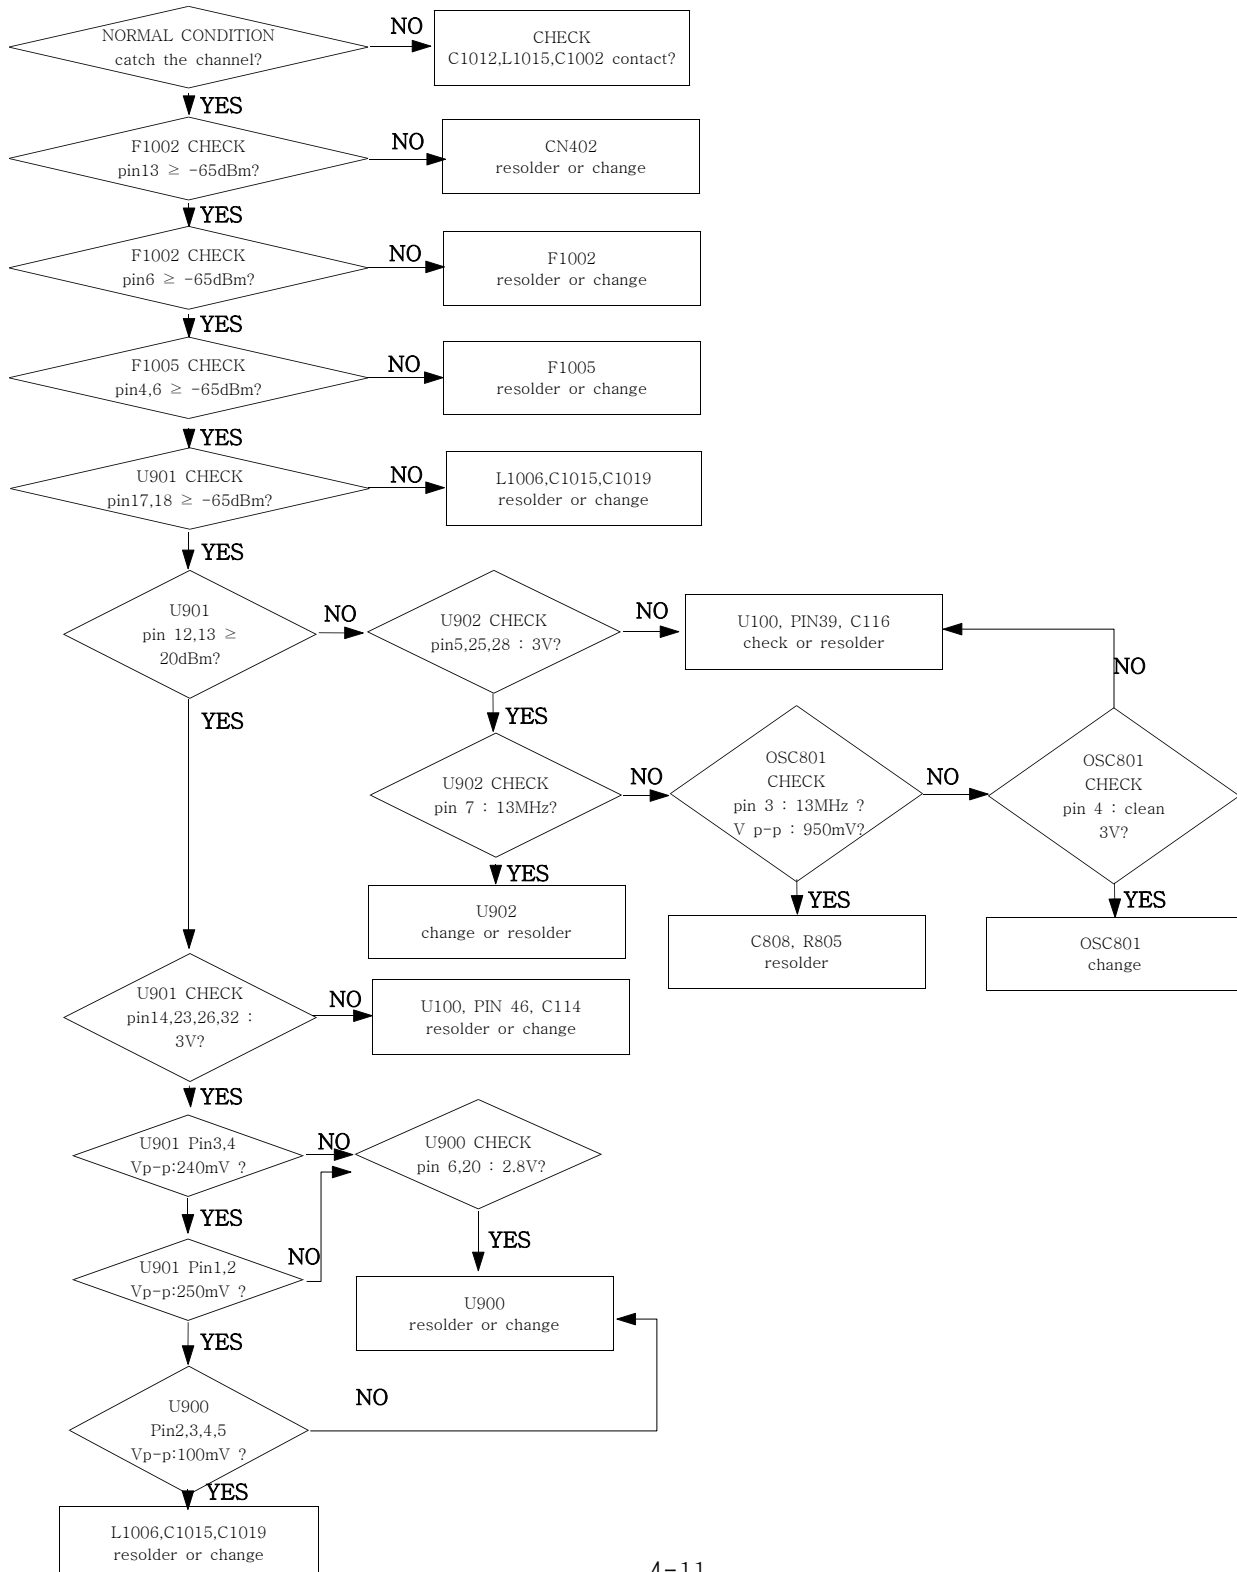 NORMAL CONDITION
catch the channel?
NO
CHECK
C1012,L1015,C1002 contact?
YES
F1002 CHECK
pin13 ≥ -65dBm?
NO
CN402
resolder or change
YES
F1002 CHECK
pin6 ≥ -65dBm?
NO
F1002
resolder or change
YES
F1005 CHECK
pin4,6 ≥ -65dBm?
NO
F1005
resolder or change
YES
U901 CHECK
pin17,18 ≥ -65dBm?
NO
L1006,C1015,C1019
resolder or change
YES
U901
pin 12,13 ≥
20dBm?
NO
U902 CHECK
pin5,25,28 : 3V?
NO
U100, PIN39, C116
check or resolder
NO
YES
YES
U902 CHECK
pin 7 : 13MHz?
NO
OSC801
CHECK
pin 3 : 13MHz ?
V p-p : 950mV?
NO
OSC801
CHECK
pin 4 : clean
3V?
YES
U902
change or resolder
YES
C808, R805
resolder
YES
OSC801
change
U901 CHECK
pin14,23,26,32 :
3V?
NO
U100, PIN 46, C114
resolder or change
YES
U901 Pin3,4
Vp-p:240mV ?
NO
U900 CHECK
pin 6,20 : 2.8V?
YES
YES
U901 Pin1,2
Vp-p:250mV ?
NO
U900
resolder or change
YES
U900
Pin2,3,4,5
Vp-p:100mV ?
NO
YES
L1006,C1015,C1019
resolder or change
4-11